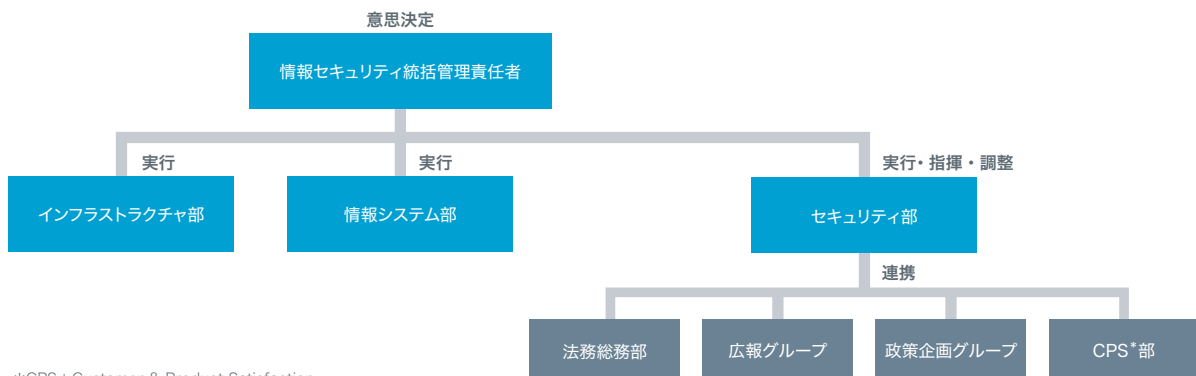 意思決定
情報セキュリティ統括管理責任者
実行
実行
実行・指揮・調整
インフラストラクチャ部
情報システム部
セキュリティ部
連携
法務総務部
広報グループ
政策企画グループ
CPS*部
※CPS：Customer & Product Satisfaction